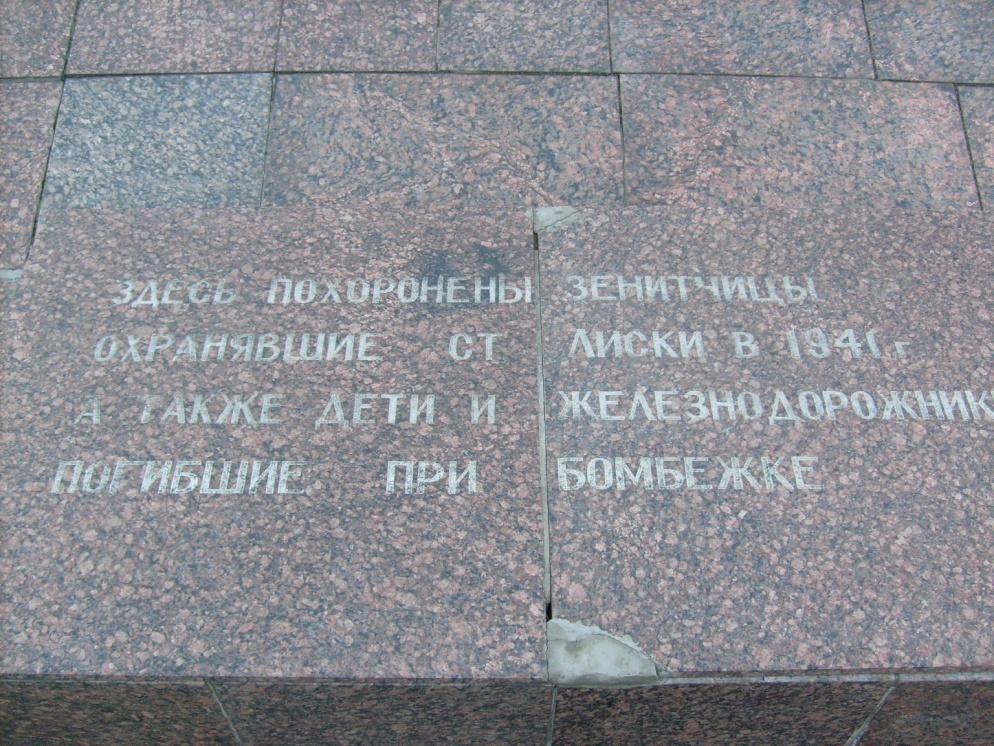 ЗДЕСЬ ПОХОРОНЕНЫ ЗЕНИТЧИЦЫ
ОХРАНЯВШИЕ СТ ЛИСКИ В 1941 г
А ТАКЖЕ ДЕТИ И ЖЕЛЕЗНОДОРОЖНИК
ПОГИБШИЕ ПРИ БОМБЕЖКЕ